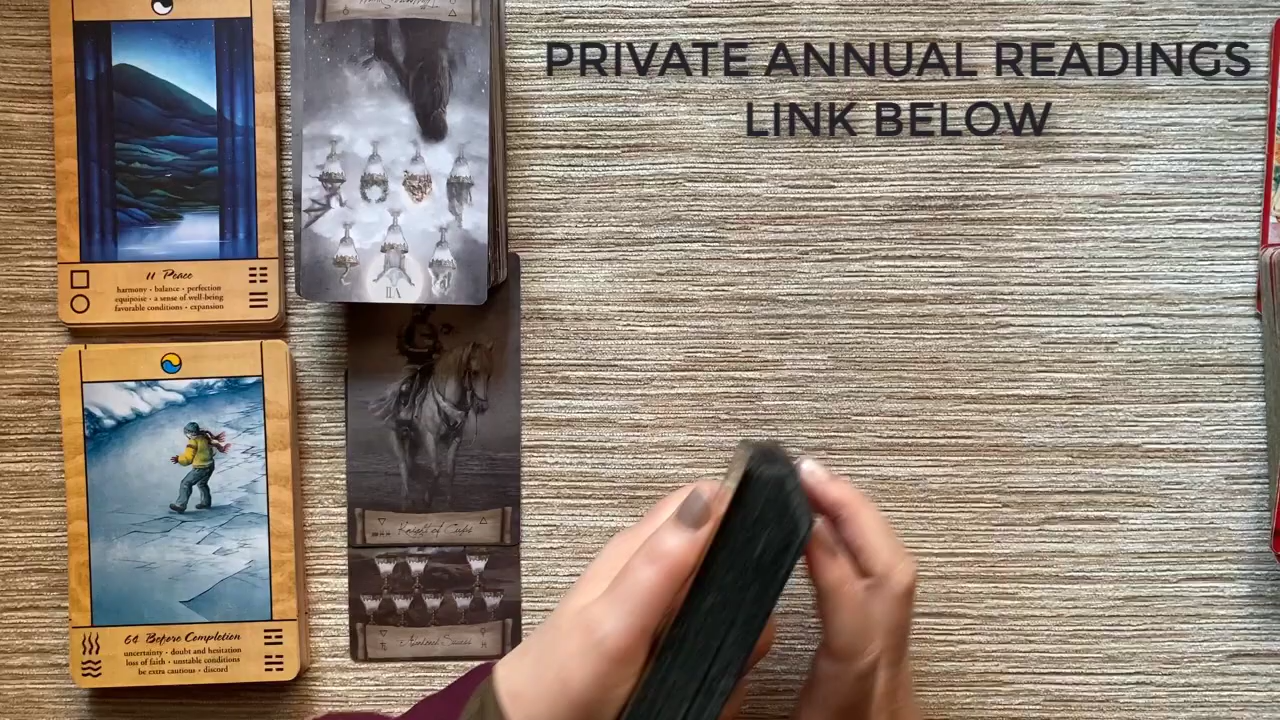 PRIVATE ANNUAL READINGS
LINK BELOW
11 Peace
harmony • balance • perfection
equipoise • a sense of well-being
favorable conditions • expansion
VII
Knight of Cups
64 Before Completion
uncertainty • doubt and hesitation
loss of faith • unstable conditions
be extra cautious • discord